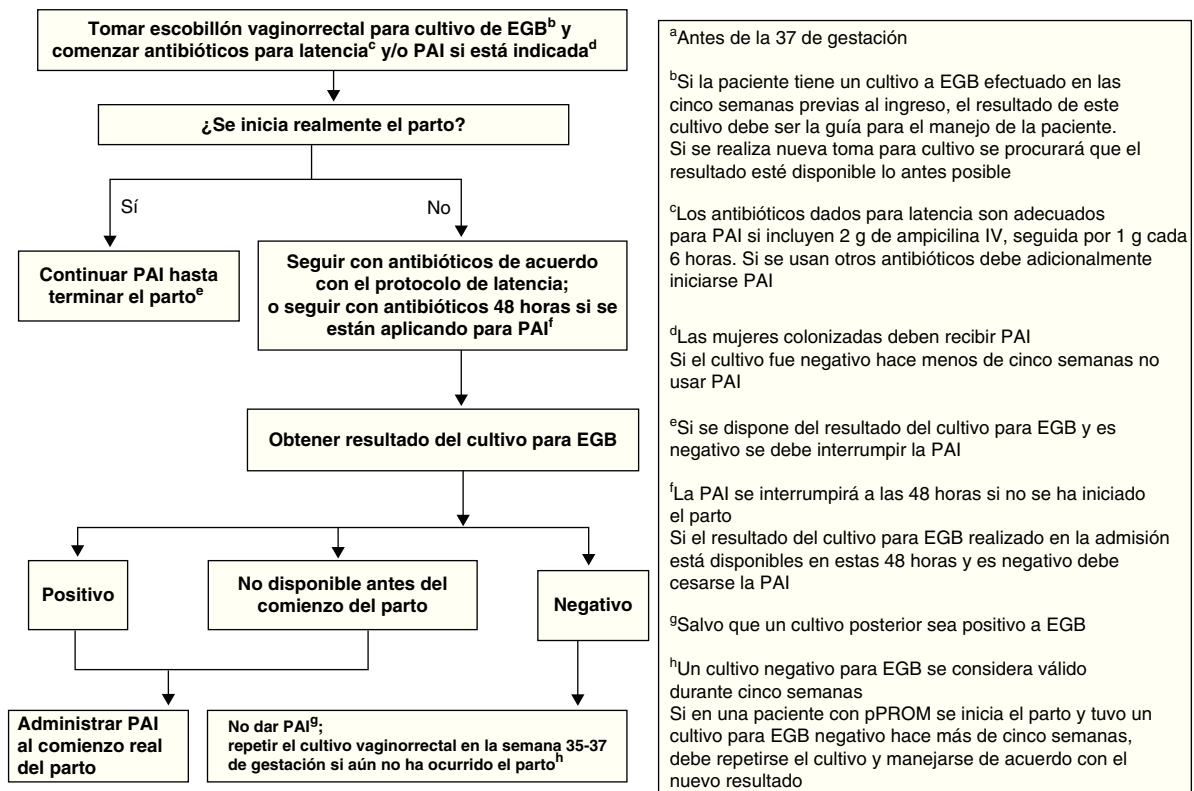 Tomar escobillón vaginorrectal para cultivo de EGBb y
comenzar antibióticos para latenciac y/o PAI si está indicadad
¿Se inicia realmente el parto?
Sí
No
Continuar PAI hasta
terminar el partoe
Seguir con antibióticos de acuerdo
con el protocolo de latencia;
o seguir con antibióticos 48 horas si se
están aplicando para PAIf
Obtener resultado del cultivo para EGB
Positivo
No disponible antes del
comienzo del parto
Negativo
Administrar PAI
al comienzo real
del parto
No dar PAIg;
repetir el cultivo vaginorrectal en la semana 35-37
de gestación si aún no ha ocurrido el partoh
aAntes de la 37 de gestación
bSi la paciente tiene un cultivo a EGB efectuado en las
cinco semanas previas al ingreso, el resultado de este
cultivo debe ser la guía para el manejo de la paciente.
Si se realiza nueva toma para cultivo se procurará que el
resultado esté disponible lo antes posible
cLos antibióticos dados para latencia son adecuados
para PAI si incluyen 2 g de ampicilina IV, seguida por 1 g cada
6 horas. Si se usan otros antibióticos debe adicionalmente
iniciarse PAI
dLas mujeres colonizadas deben recibir PAI
Si el cultivo fue negativo hace menos de cinco semanas no
usar PAI
eSi se dispone del resultado del cultivo para EGB y es
negativo se debe interrumpir la PAI
fLa PAI se interrumpirá a las 48 horas si no se ha iniciado
el parto
Si el resultado del cultivo para EGB realizado en la admisión
está disponibles en estas 48 horas y es negativo debe
cesarse la PAI
gSalvo que un cultivo posterior sea positivo a EGB
hUn cultivo negativo para EGB se considera válido
durante cinco semanas
Si en una paciente con pPROM se inicia el parto y tuvo un
cultivo para EGB negativo hace más de cinco semanas,
debe repetirse el cultivo y manejarse de acuerdo con el
nuevo resultado